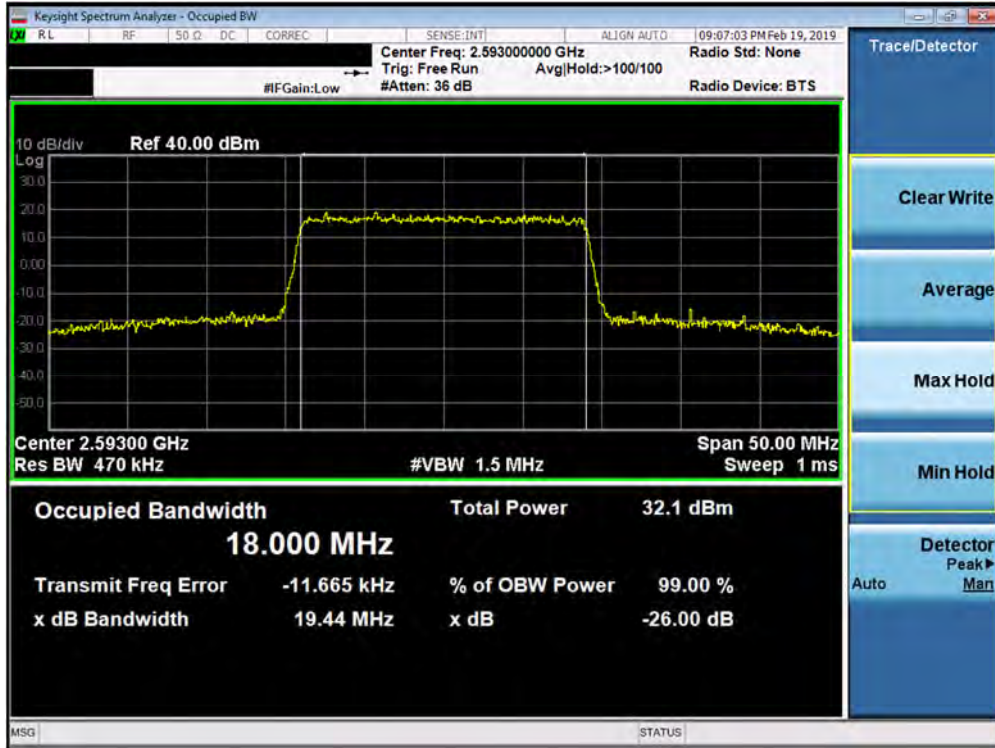 Keysight Spectrum Analyzer - Occupied BW
LXI RL RF 50 Ω DC CORREC SENSE:INT ALIGN AUTO 09:07:03 PM Feb 19, 2019
Center Freq: 2.593000000 GHz Radio Std: None
Trig: Free Run Avg|Hold:>100/100
#IFGain:Low #Atten: 36 dB Radio Device: BTS
10 dB/div Ref 40.00 dBm
Log
30.0
20.0
10.0
0.00
-10.0
-20.0
-30.0
-40.0
-50.0
Center 2.59300 GHz Span 50.00 MHz
Res BW 470 kHz #VBW 1.5 MHz Sweep 1 ms
Occupied Bandwidth Total Power 32.1 dBm
18.000 MHz
Transmit Freq Error -11.665 kHz % of OBW Power 99.00 %
x dB Bandwidth 19.44 MHz x dB -26.00 dB
MSG STATUS
Trace/Detector
Clear Write
Average
Max Hold
Min Hold
Detector
Peak▶
Auto Man